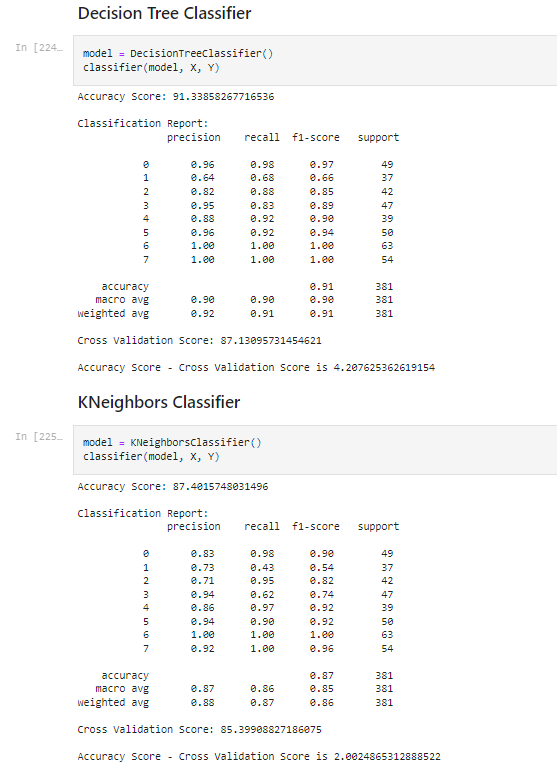 Decision Tree Classifier
In [224…
model = DecisionTreeClassifier()
classifier(model, X, Y)
Accuracy Score: 91.33858267716536
Classification Report:
precision recall f1-score support
0 0.96 0.98 0.97 49
1 0.64 0.68 0.66 37
2 0.82 0.88 0.85 42
3 0.95 0.83 0.89 47
4 0.88 0.92 0.90 39
5 0.96 0.92 0.94 50
6 1.00 1.00 1.00 63
7 1.00 1.00 1.00 54
accuracy 0.91 381
macro avg 0.90 0.90 0.90 381
weighted avg 0.92 0.91 0.91 381
Cross Validation Score: 87.13095731454621
Accuracy Score - Cross Validation Score is 4.207625362619154
KNeighbors Classifier
In [225…
model = KNeighborsClassifier()
classifier(model, X, Y)
Accuracy Score: 87.4015748031496
Classification Report:
precision recall f1-score support
0 0.83 0.98 0.90 49
1 0.73 0.43 0.54 37
2 0.71 0.95 0.82 42
3 0.94 0.62 0.74 47
4 0.86 0.97 0.92 39
5 0.94 0.90 0.92 50
6 1.00 1.00 1.00 63
7 0.92 1.00 0.96 54
accuracy 0.87 381
macro avg 0.87 0.86 0.85 381
weighted avg 0.88 0.87 0.86 381
Cross Validation Score: 85.39908827186075
Accuracy Score - Cross Validation Score is 2.0024865312888522